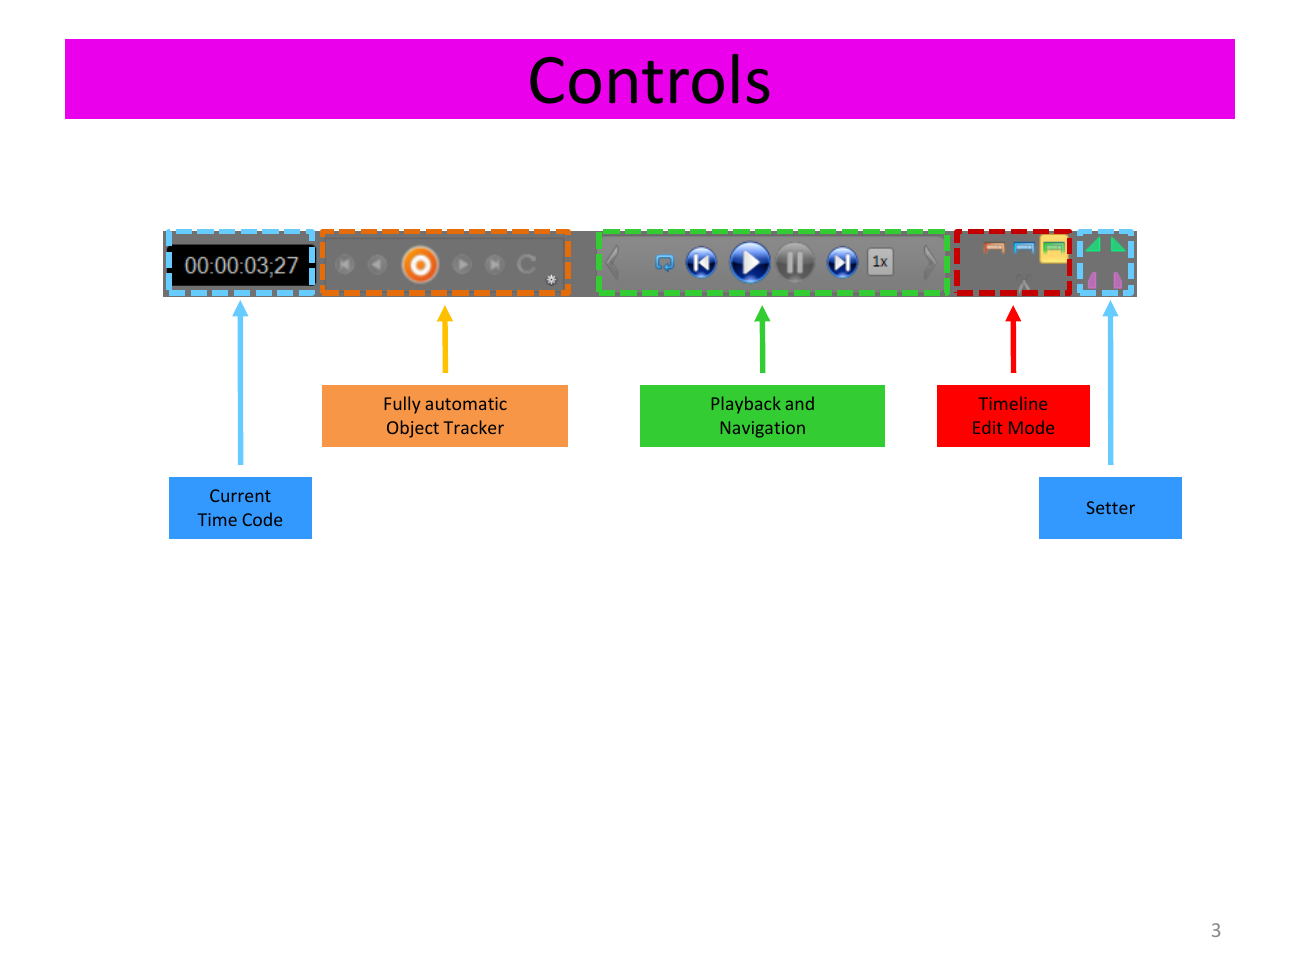 Controls
00:00:03;27
1x
Fully automatic
Object Tracker
Playback and
Navigation
Timeline
Edit Mode
Current
Time Code
Setter
3